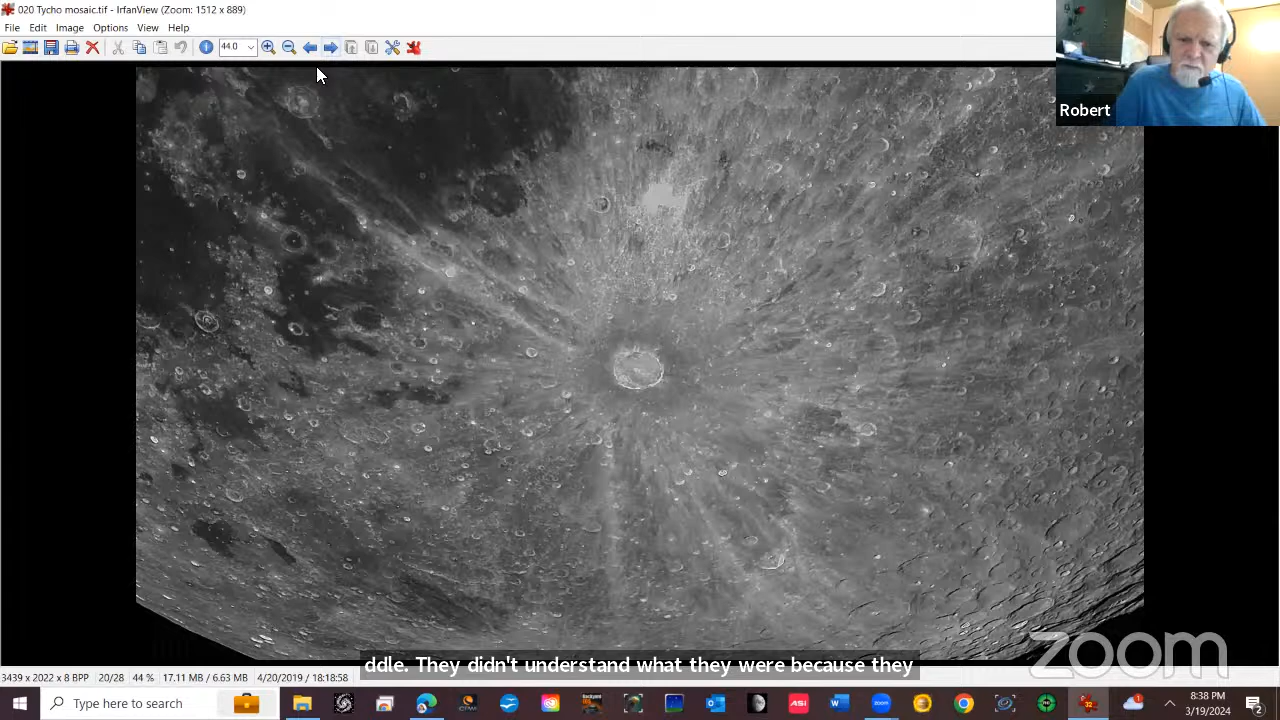 020 Tycho mosaic.tif - IrfanView (Zoom: 1512 x 889)
File Edit Image Options View Help
44.0
Robert
zoom
ddle. They didn't understand what they were because they
3435 x 2022 x 8 BPP 20/28 44 % 17.11 MB / 6.63 MB 4/20/2019 / 18:18
Type here to search
8:38 PM
3/19/2024